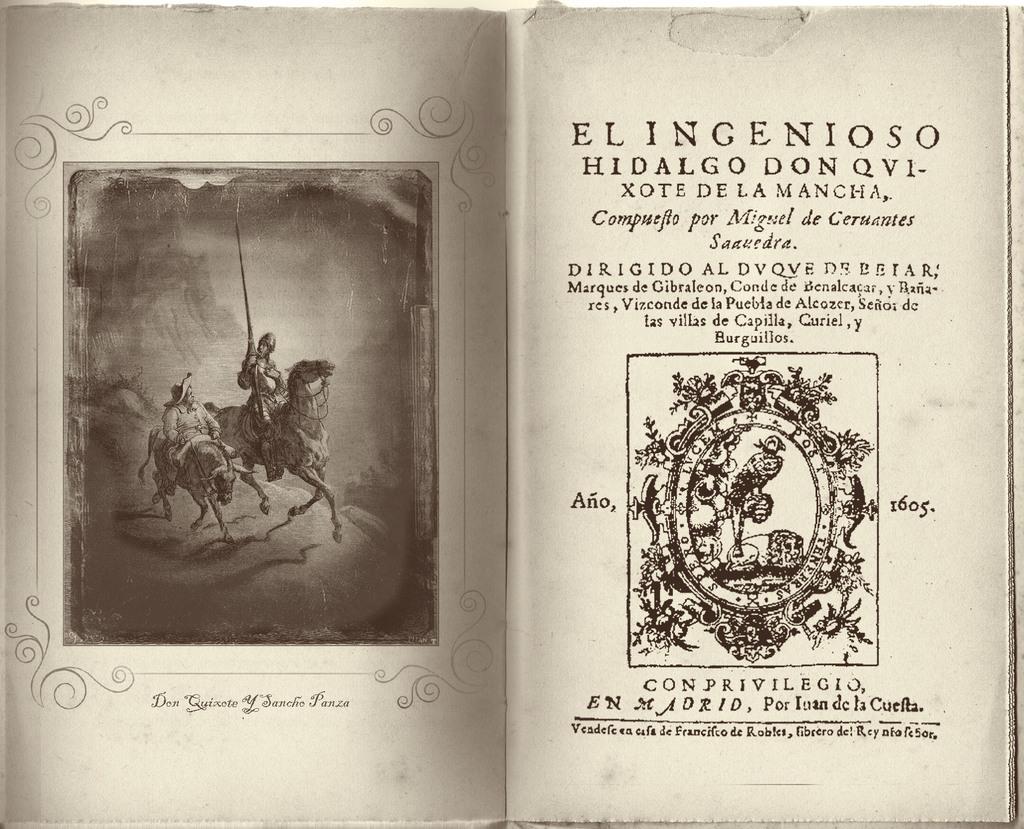 Don Quixote Y Sancho Panza
EL INGENIOSO
HIDALGO DON QVI-
XOTE DE LA MANCHA,
Compuesto por Miguel de Ceruantes
Saauedra.
DIRIGIDO AL DVQVE DE BEIAR,
Marques de Gibraleon, Conde de Benalcaçar, y Baña-
res, Vizconde de la Puebla de Alcozer, Señor de
las villas de Capilla, Curiel, y
Burguillos.
Año, 1605.
CON PRIVILEGIO,
EN MADRID, Por Iuan de la Cuesta.
Vendese en casa de Francisco de Robles, librero del Rey nro señor.